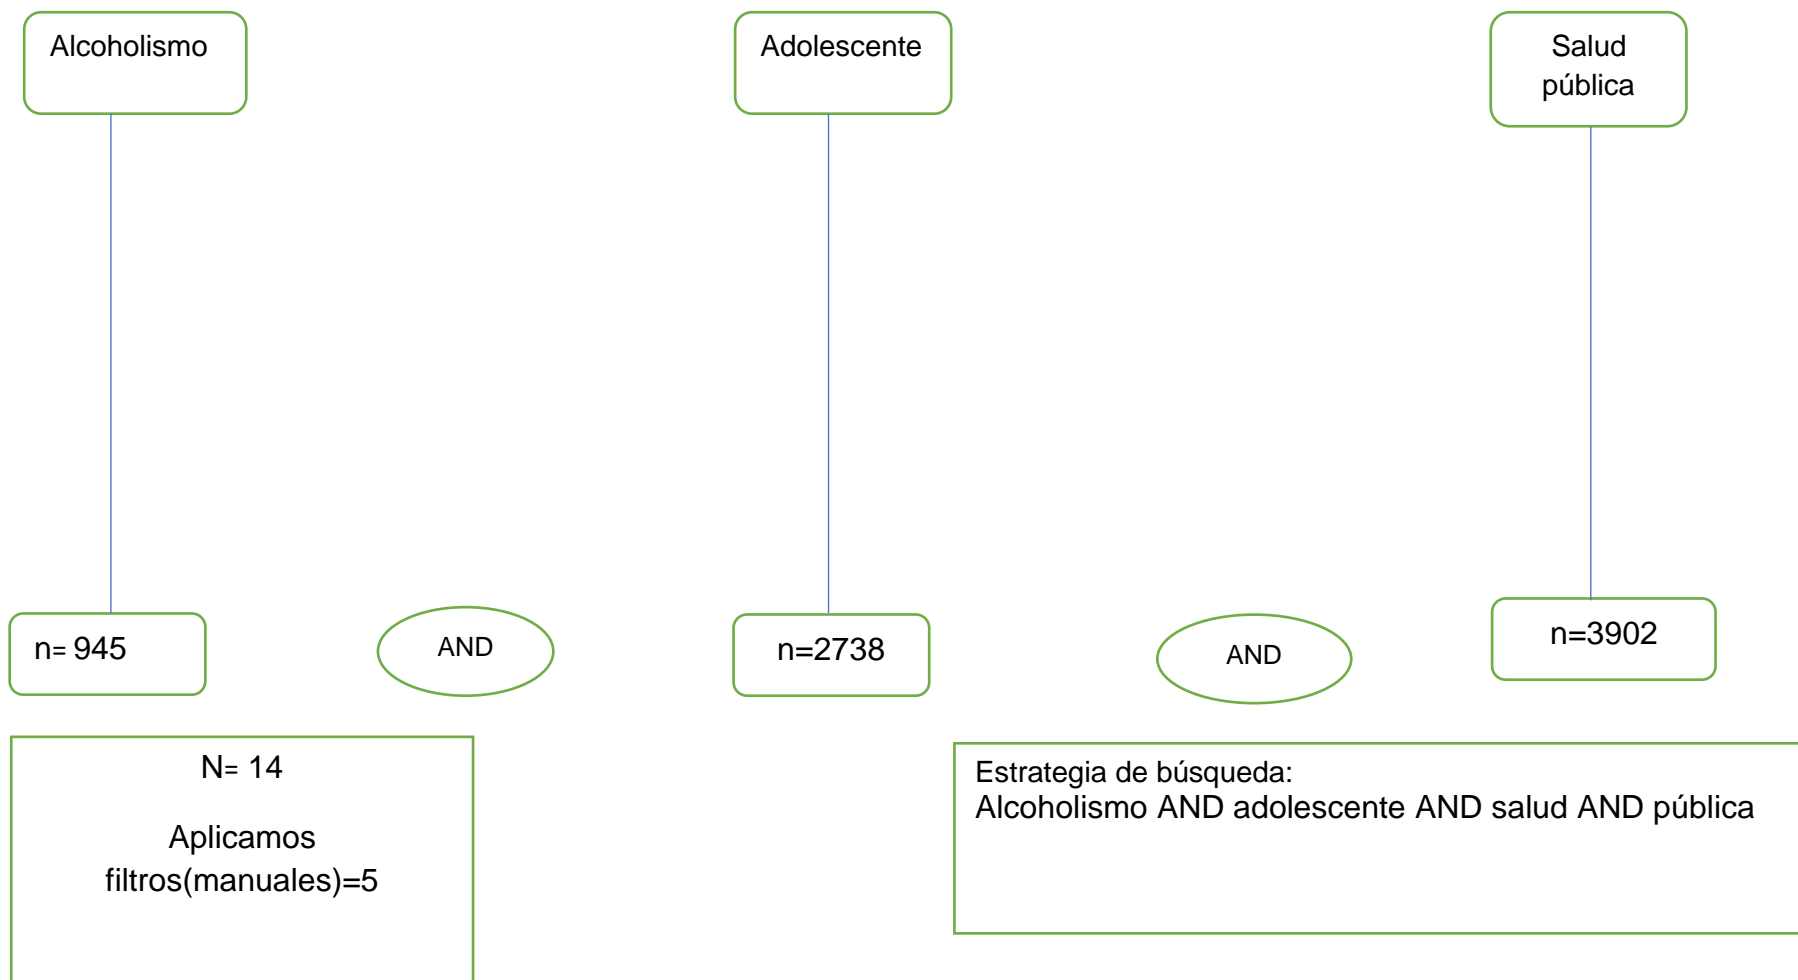 Alcoholismo
Adolescente
Salud
pública
n= 945
AND
n=2738
AND
n=3902
N= 14
Aplicamos
filtros(manuales)=5
Estrategia de búsqueda:
Alcoholismo AND adolescente AND salud AND pública